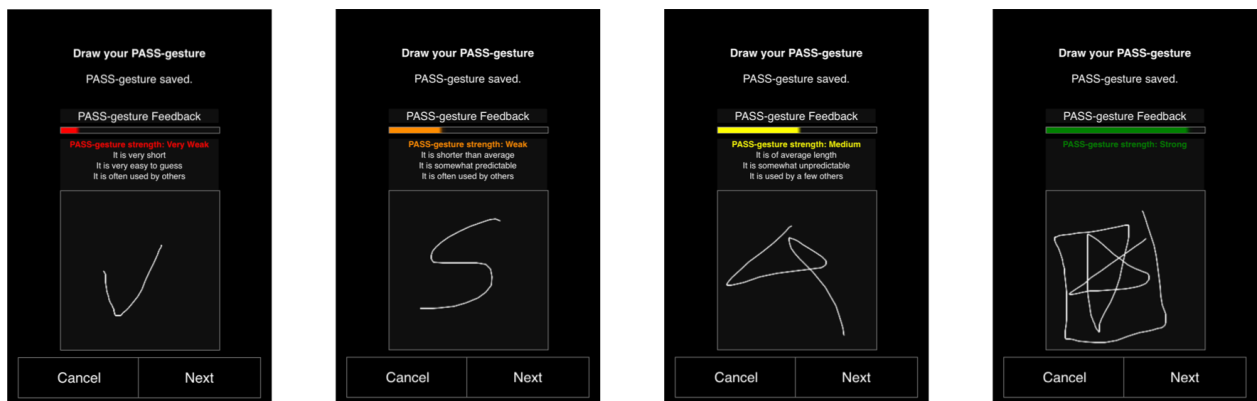 Draw your PASS-gesture
PASS-gesture saved.
PASS-gesture Feedback
PASS-gesture strength: Very Weak
It is very short
It is very easy to guess
It is often used by others
Cancel
Next
Draw your PASS-gesture
PASS-gesture saved.
PASS-gesture Feedback
PASS-gesture strength: Weak
It is shorter than average
It is somewhat predictable
It is often used by others
Cancel
Next
Draw your PASS-gesture
PASS-gesture saved.
PASS-gesture Feedback
PASS-gesture strength: Medium
It is of average length
It is somewhat unpredictable
It is used by a few others
Cancel
Next
Draw your PASS-gesture
PASS-gesture saved.
PASS-gesture Feedback
PASS-gesture strength: Strong
Cancel
Next